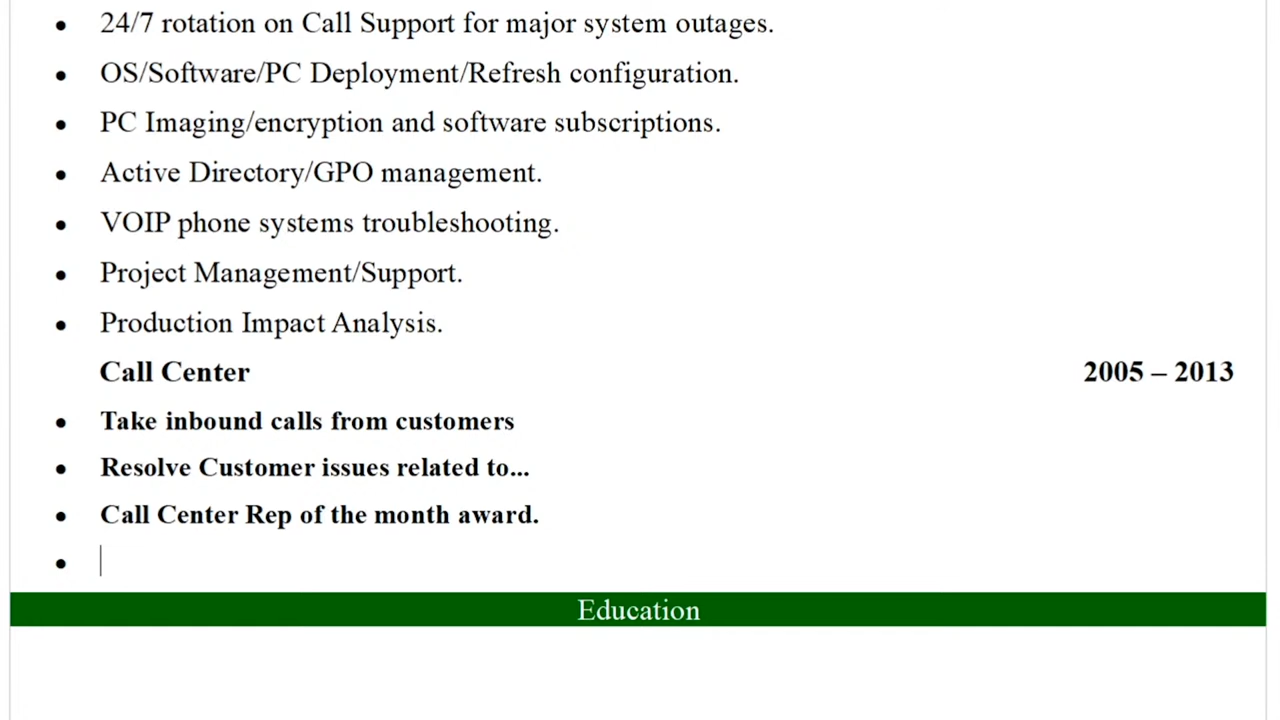 24/7 rotation on Call Support for major system outages.
OS/Software/PC Deployment/Refresh configuration.
PC Imaging/encryption and software subscriptions.
Active Directory/GPO management.
VOIP phone systems troubleshooting.
Project Management/Support.
Production Impact Analysis.
Call Center 2005 – 2013
Take inbound calls from customers
Resolve Customer issues related to...
Call Center Rep of the month award.
Education